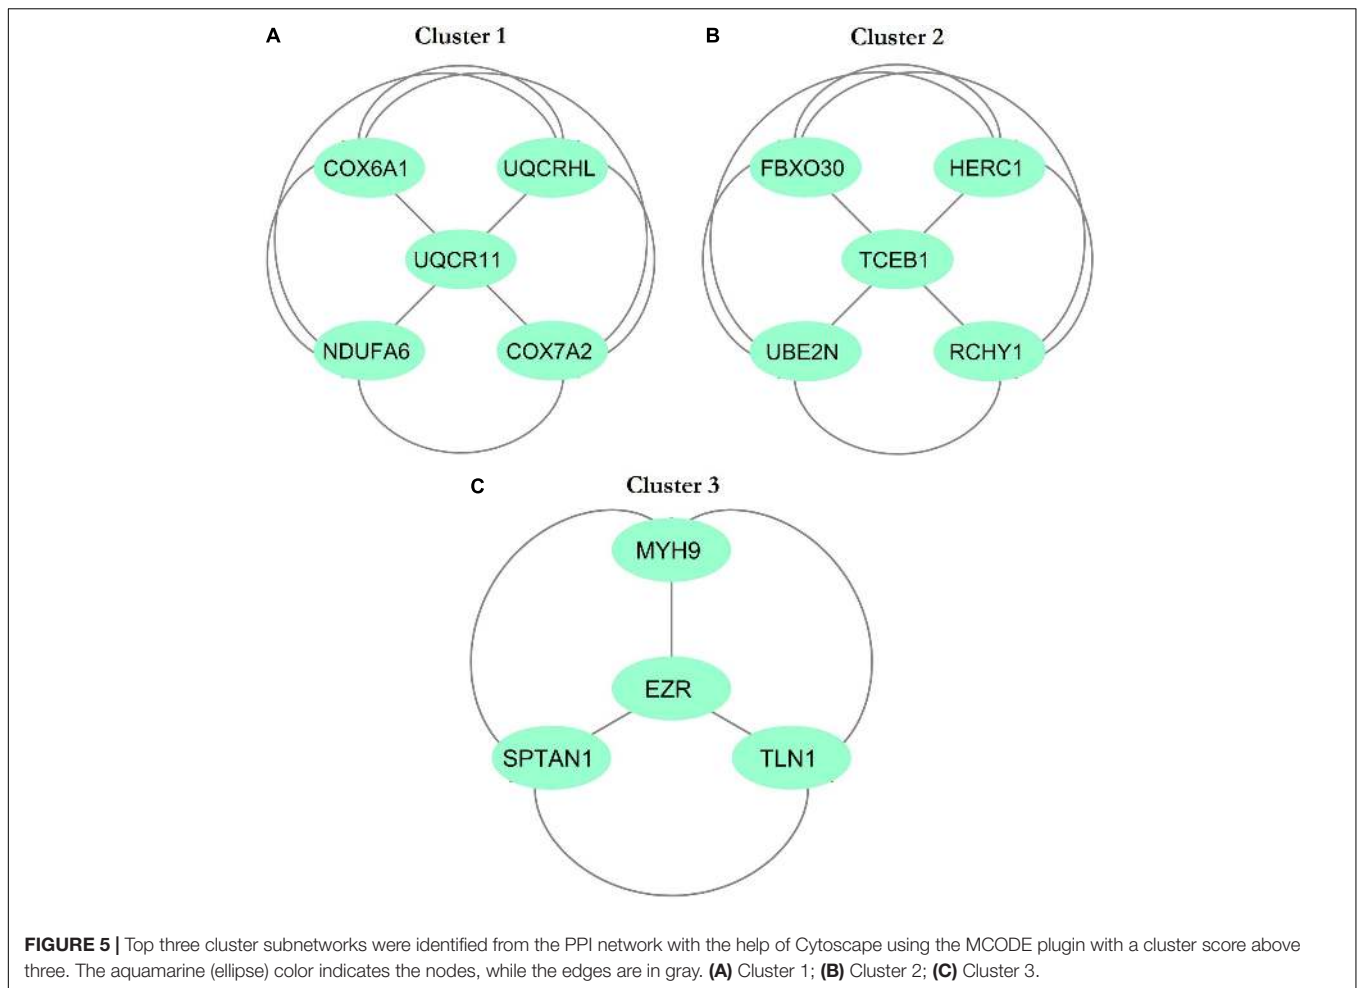 A
Cluster 1
COX6A1
UQCRHL
UQCR11
NDUFA6
COX7A2
B
Cluster 2
FBXO30
HERC1
TCEB1
UBE2N
RCHY1
C
Cluster 3
MYH9
EZR
SPTAN1
TLN1
FIGURE 5 | Top three cluster subnetworks were identified from the PPI network with the help of Cytoscape using the MCODE plugin with a cluster score above
three. The aquamarine (ellipse) color indicates the nodes, while the edges are in gray. (A) Cluster 1; (B) Cluster 2; (C) Cluster 3.